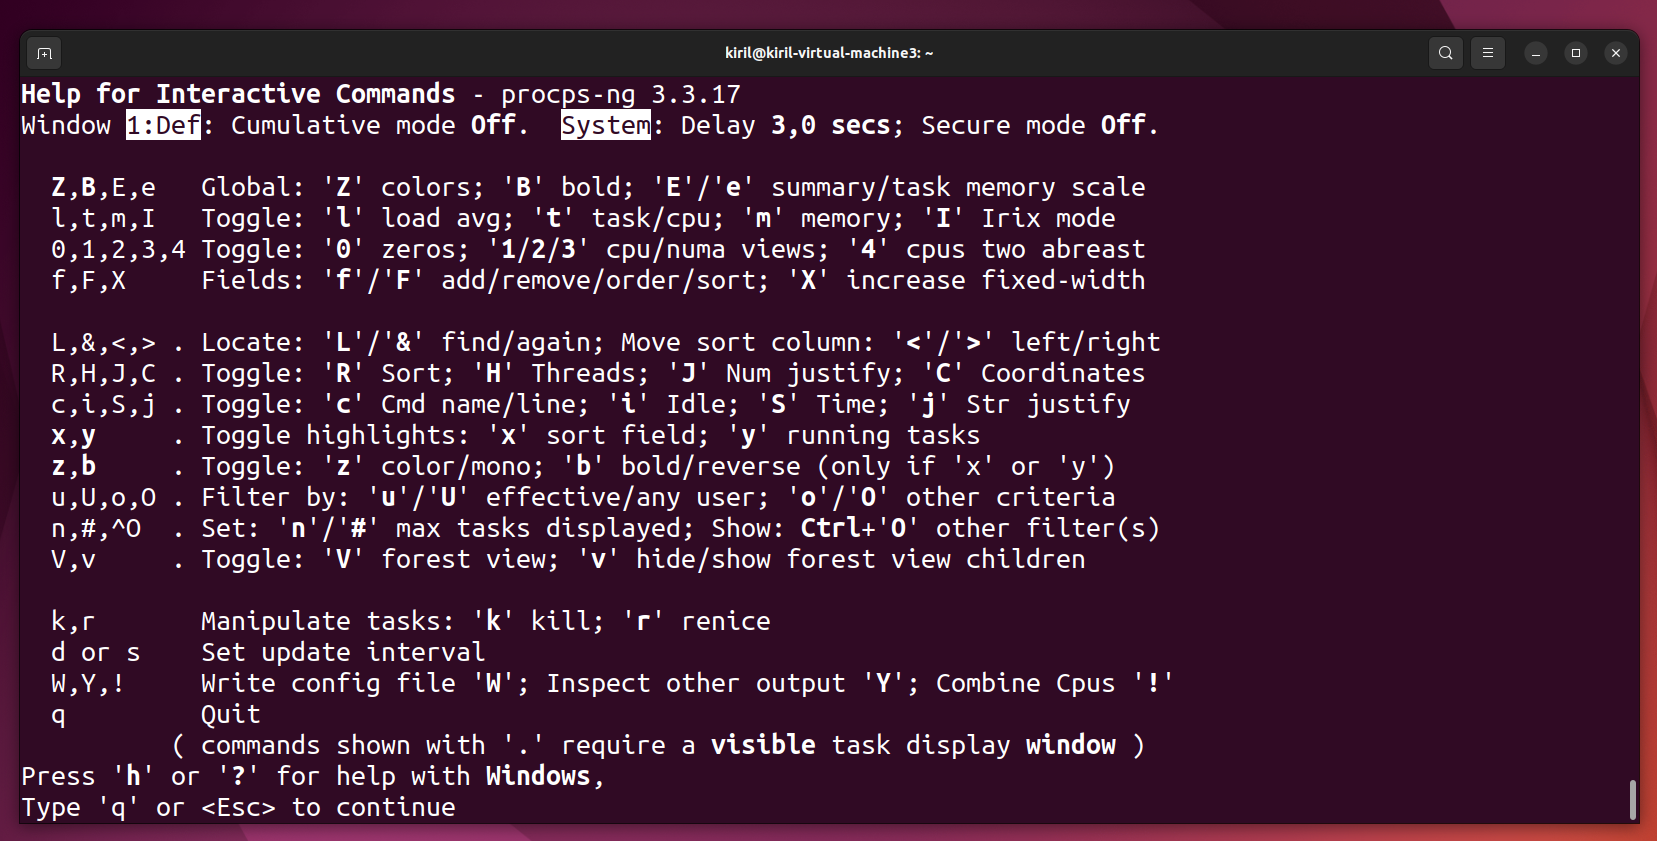 kiril@kiril-virtual-machine3: ~
Help for Interactive Commands - procps-ng 3.3.17
Window 1:Def: Cumulative mode Off.  System: Delay 3,0 secs; Secure mode Off.

  Z,B,E,e   Global: 'Z' colors; 'B' bold; 'E'/'e' summary/task memory scale
  l,t,m,I   Toggle: 'l' load avg; 't' task/cpu; 'm' memory; 'I' Irix mode
  0,1,2,3,4 Toggle: '0' zeros; '1/2/3' cpu/numa views; '4' cpus two abreast
  f,F,X     Fields: 'f'/'F' add/remove/order/sort; 'X' increase fixed-width

  L,&,<,> . Locate: 'L'/'&' find/again; Move sort column: '<'/'>' left/right
  R,H,J,C . Toggle: 'R' Sort; 'H' Threads; 'J' Num justify; 'C' Coordinates
  c,i,S,j . Toggle: 'c' Cmd name/line; 'i' Idle; 'S' Time; 'j' Str justify
  x,y     . Toggle highlights: 'x' sort field; 'y' running tasks
  z,b     . Toggle: 'z' color/mono; 'b' bold/reverse (only if 'x' or 'y')
  u,U,o,O . Filter by: 'u'/'U' effective/any user; 'o'/'O' other criteria
  n,#,^O  . Set: 'n'/'#' max tasks displayed; Show: Ctrl+'O' other filter(s)
  V,v     . Toggle: 'V' forest view; 'v' hide/show forest view children

  k,r       Manipulate tasks: 'k' kill; 'r' renice
  d or s    Set update interval
  W,Y,!     Write config file 'W'; Inspect other output 'Y'; Combine Cpus '!'
  q         Quit
          ( commands shown with '.' require a visible task display window )
Press 'h' or '?' for help with Windows,
Type 'q' or <Esc> to continue